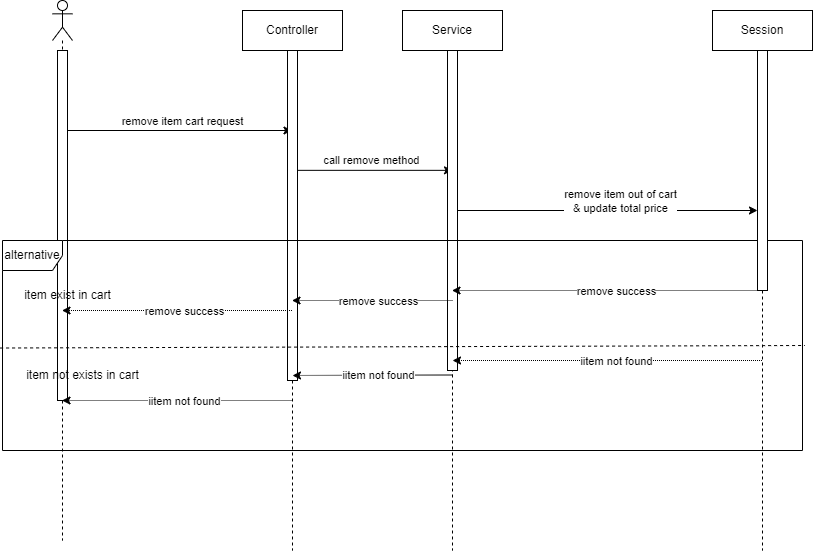 Controller
Service
Session
remove item cart request
call remove method
remove item out of cart
& update total price
alternative
item exist in cart
remove success
remove success
remove success
iitem not found
item not exists in cart
iitem not found
iitem not found